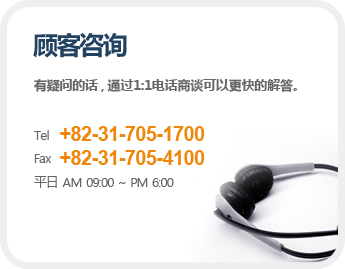 顾客咨询
有疑问的话 , 通过1:1电话商谈可以更快的解答。
Tel +82-31-705-1700
Fax +82-31-705-4100
平日 AM 09:00 ~ PM 6:00